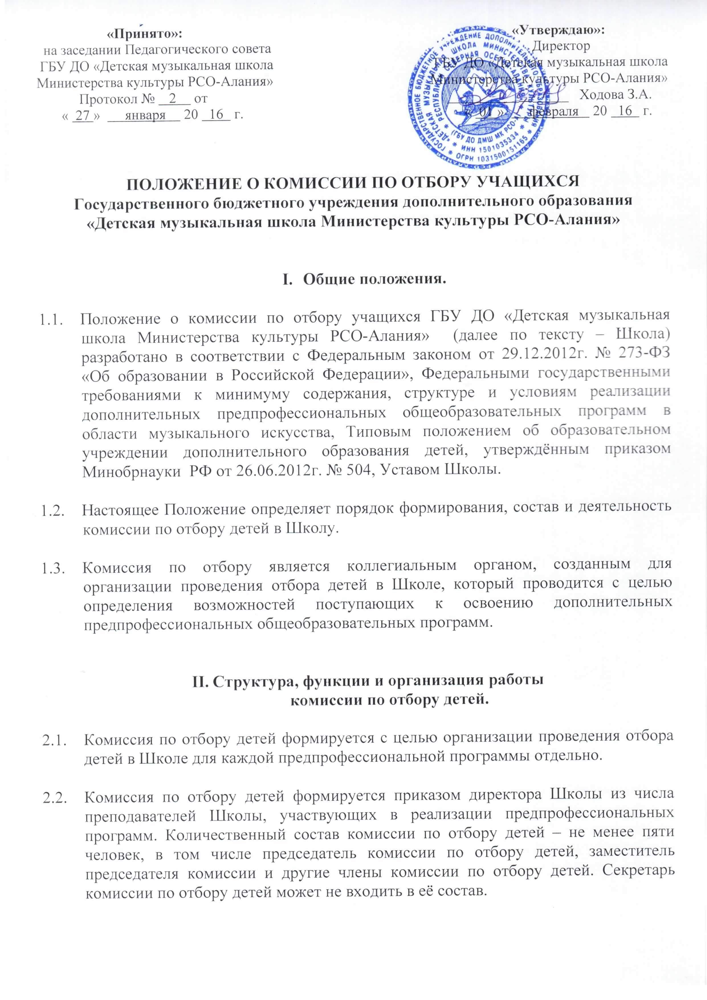 «Принято»:
на заседании Педагогического совета
ГБУ ДО «Детская музыкальная школа
Министерства культуры РСО-Алания»
Протокол № 2 от
« 27 » января 20 16 г.
«Утверждаю»:
Директор
ГБУ ДО «Детская музыкальная школа
Министерства культуры РСО-Алания»
Ходова З.А.
« 01 » февраля 20 16 г.
ГОСУДАРСТВЕННОЕ БЮДЖЕТНОЕ УЧРЕЖДЕНИЕ ДОПОЛНИТЕЛЬНОГО ОБРАЗОВАНИЯ
«ДЕТСКАЯ МУЗЫКАЛЬНАЯ ШКОЛА МИНИСТЕРСТВА КУЛЬТУРЫ
РЕСПУБЛИКИ СЕВЕРНАЯ ОСЕТИЯ-АЛАНИЯ»
(ГБУ ДО ДМШ МК РСО-А)
* ИНН 1501035334 *
* ОГРН 1031500151165 *
ПОЛОЖЕНИЕ О КОМИССИИ ПО ОТБОРУ УЧАЩИХСЯ
Государственного бюджетного учреждения дополнительного образования
«Детская музыкальная школа Министерства культуры РСО-Алания»
I. Общие положения.
1.1. Положение о комиссии по отбору учащихся ГБУ ДО «Детская музыкальная
школа Министерства культуры РСО-Алания» (далее по тексту – Школа)
разработано в соответствии с Федеральным законом от 29.12.2012г. № 273-ФЗ
«Об образовании в Российской Федерации», Федеральными государственными
требованиями к минимуму содержания, структуре и условиям реализации
дополнительных предпрофессиональных общеобразовательных программ в
области музыкального искусства, Типовым положением об образовательном
учреждении дополнительного образования детей, утверждённым приказом
Минобрнауки РФ от 26.06.2012г. № 504, Уставом Школы.
1.2. Настоящее Положение определяет порядок формирования, состав и деятельность
комиссии по отбору детей в Школу.
1.3. Комиссия по отбору является коллегиальным органом, созданным для
организации проведения отбора детей в Школе, который проводится с целью
определения возможностей поступающих к освоению дополнительных
предпрофессиональных общеобразовательных программ.
II. Структура, функции и организация работы
комиссии по отбору детей.
2.1. Комиссия по отбору детей формируется с целью организации проведения отбора
детей в Школе для каждой предпрофессиональной программы отдельно.
2.2. Комиссия по отбору детей формируется приказом директора Школы из числа
преподавателей Школы, участвующих в реализации предпрофессиональных
программ. Количественный состав комиссии по отбору детей – не менее пяти
человек, в том числе председатель комиссии по отбору детей, заместитель
председателя комиссии и другие члены комиссии по отбору детей. Секретарь
комиссии по отбору детей может не входить в её состав.